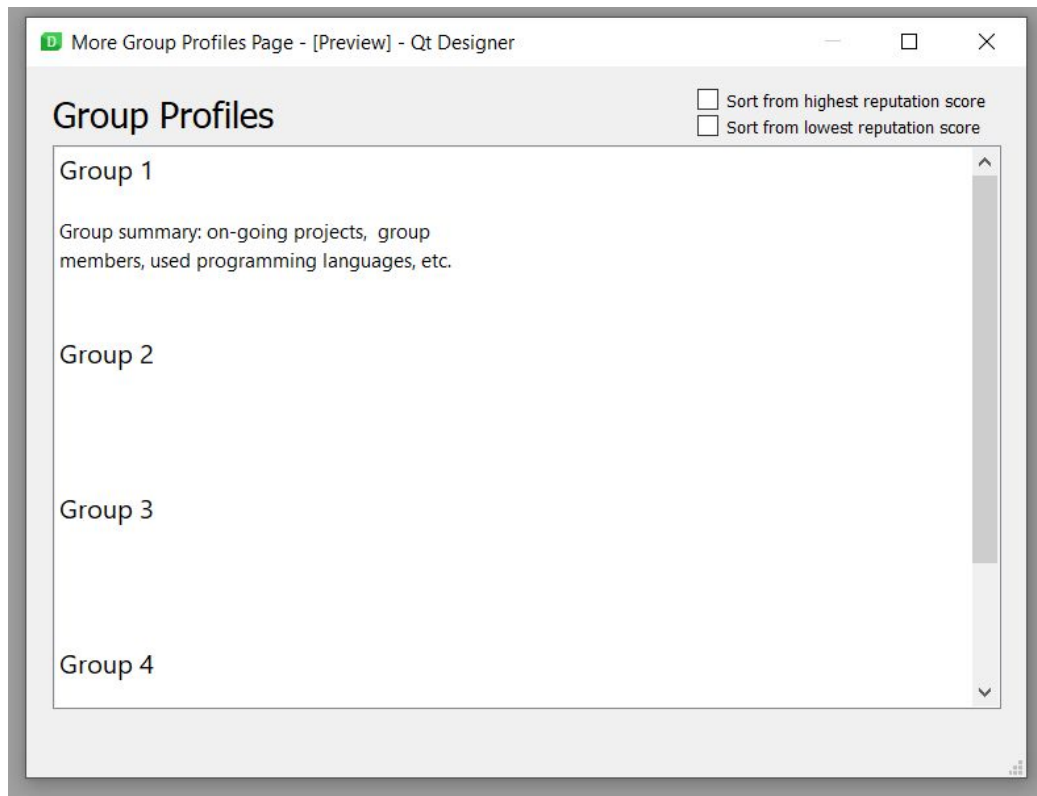 More Group Profiles Page - [Preview] - Qt Designer
Group Profiles
Sort from highest reputation score
Sort from lowest reputation score
Group 1
Group summary: on-going projects,  group
members, used programming languages, etc.
Group 2
Group 3
Group 4